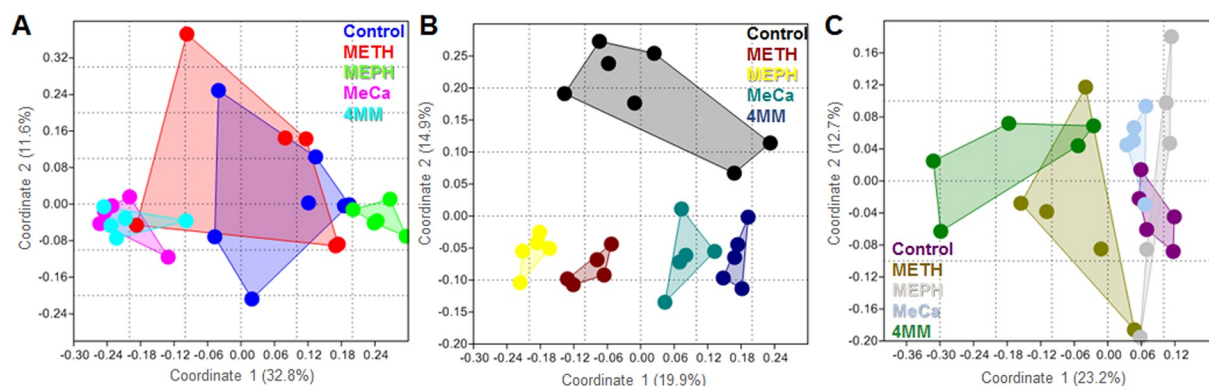 A
Control
METH
MEPH
MeCa
4MM
Coordinate 2 (11.6%)
0.32
0.24
0.16
0.08
0.00
-0.08
-0.16
-0.24
-0.30 -0.24 -0.18 -0.12 -0.06 0.00 0.06 0.12 0.18 0.24
Coordinate 1 (32.8%)
B
Control
METH
MEPH
MeCa
4MM
Coordinate 2 (14.9%)
0.25
0.20
0.15
0.10
0.05
0.00
-0.05
-0.10
-0.15
-0.20
-0.30 -0.24 -0.18 -0.12 -0.06 0.00 0.06 0.12 0.18 0.24
Coordinate 1 (19.9%)
C
Coordinate 2 (12.7%)
0.16
0.12
0.08
0.04
0.00
-0.04
-0.08
-0.12
-0.16
-0.20
Control
METH
MEPH
MeCa
4MM
-0.36 -0.30 -0.24 -0.18 -0.12 -0.06 0.00 0.06 0.12
Coordinate 1 (23.2%)